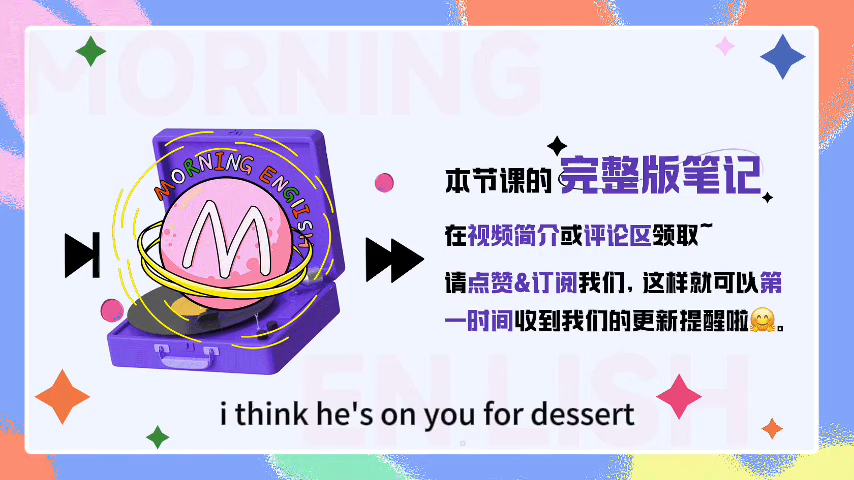 MORNING
MORNING ENGLISH
M
本节课的 完整版笔记
在视频简介或评论区领取~
请点赞&订阅我们, 这样就可以第
一时间收到我们的更新提醒啦🤗。
EN LISH
i think he's on you for dessert